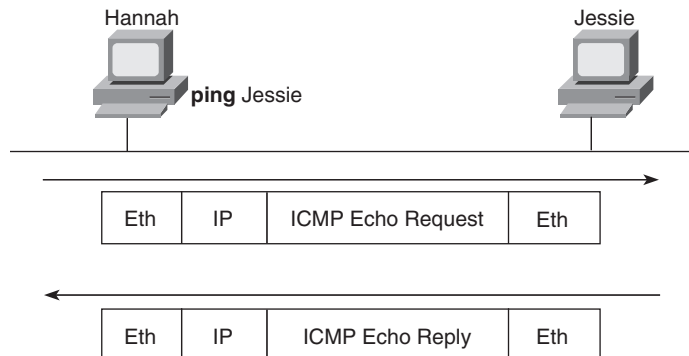 Hannah
Jessie
ping Jessie
Eth IP ICMP Echo Request Eth
Eth IP ICMP Echo Reply Eth